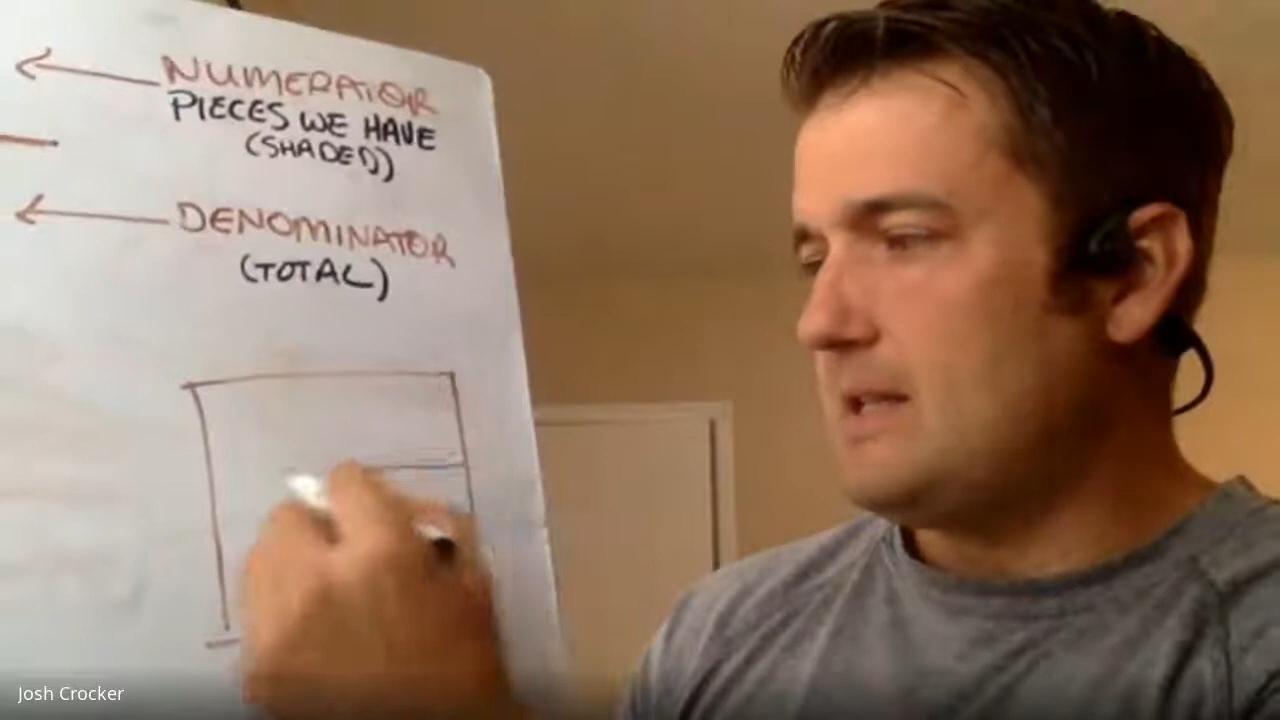 NUMERATOR
PIECES WE HAVE
(SHADED)
DENOMINATOR
(TOTAL)
Josh Crocker